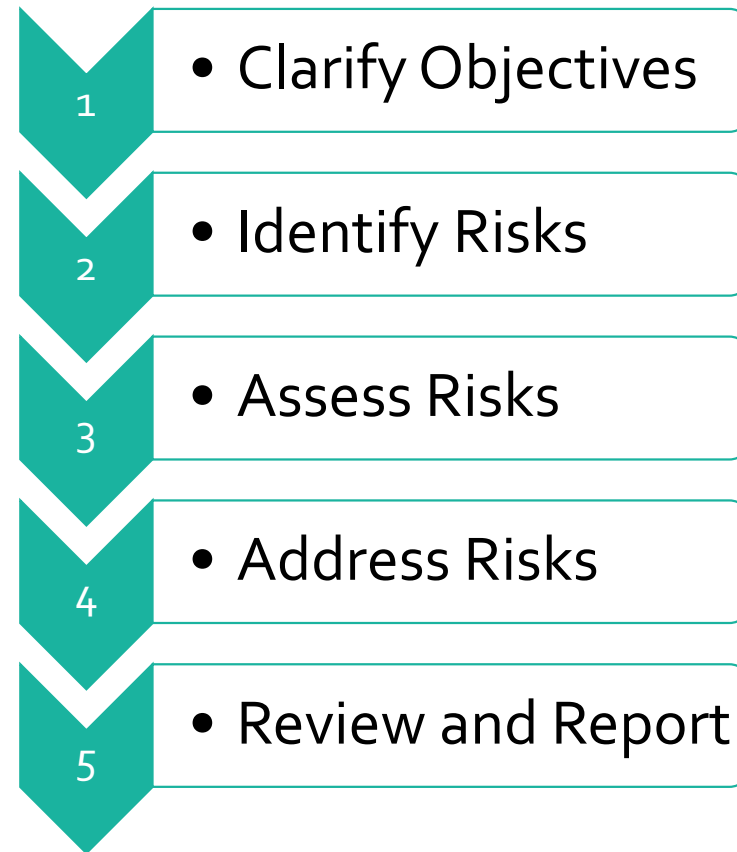 1
• Clarify Objectives
2
• Identify Risks
3
• Assess Risks
4
• Address Risks
5
• Review and Report